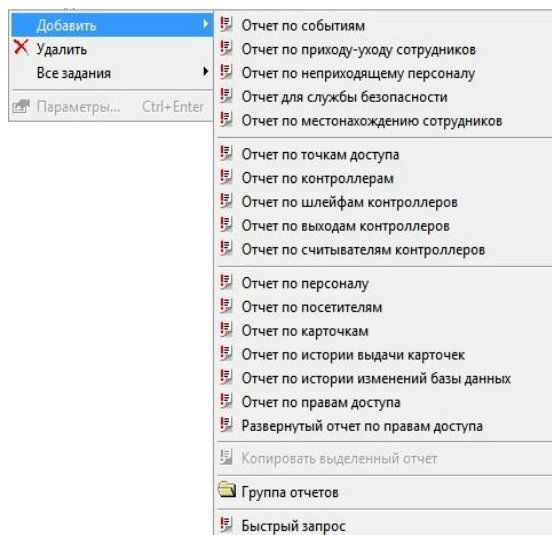 Добавить
Удалить
Все задания
Параметры... Ctrl+Enter
Отчет по событиям
Отчет по приходу-уходу сотрудников
Отчет по неприходящему персоналу
Отчет для службы безопасности
Отчет по местонахождению сотрудников
Отчет по точкам доступа
Отчет по контроллерам
Отчет по шлейфам контроллеров
Отчет по выходам контроллеров
Отчет по считывателям контроллеров
Отчет по персоналу
Отчет по посетителям
Отчет по карточкам
Отчет по истории выдачи карточек
Отчет по истории изменений базы данных
Отчет по правам доступа
Развернутый отчет по правам доступа
Копировать выделенный отчет
Группа отчетов
Быстрый запрос